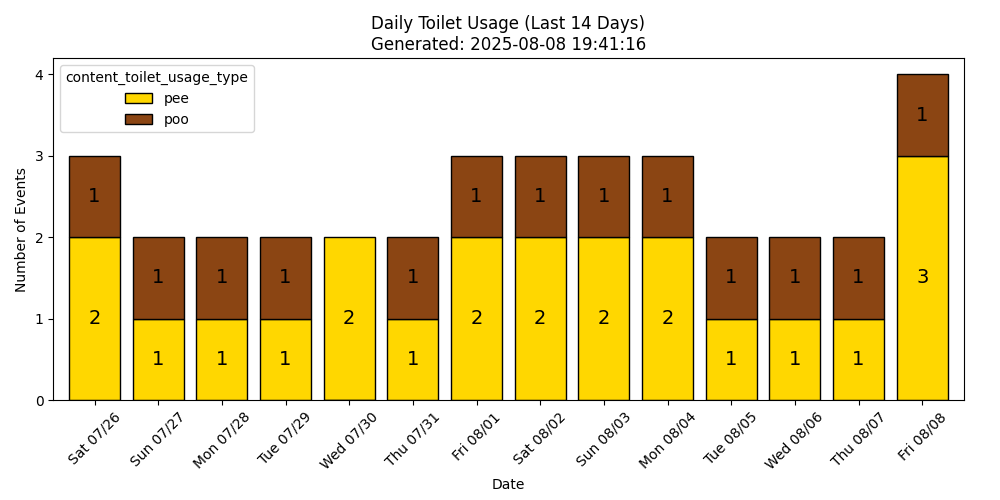 Daily Toilet Usage (Last 14 Days)
Generated: 2025-08-08 19:41:16
content_toilet_usage_type
pee
poo
Number of Events
4
3
2
1
0
1
1
1
1
1
1
1
1
1
1
1
1
1
2
1
1
1
2
1
2
2
2
2
1
1
1
3
Sat 07/26
Sun 07/27
Mon 07/28
Tue 07/29
Wed 07/30
Thu 07/31
Fri 08/01
Sat 08/02
Sun 08/03
Mon 08/04
Tue 08/05
Wed 08/06
Thu 08/07
Fri 08/08
Date